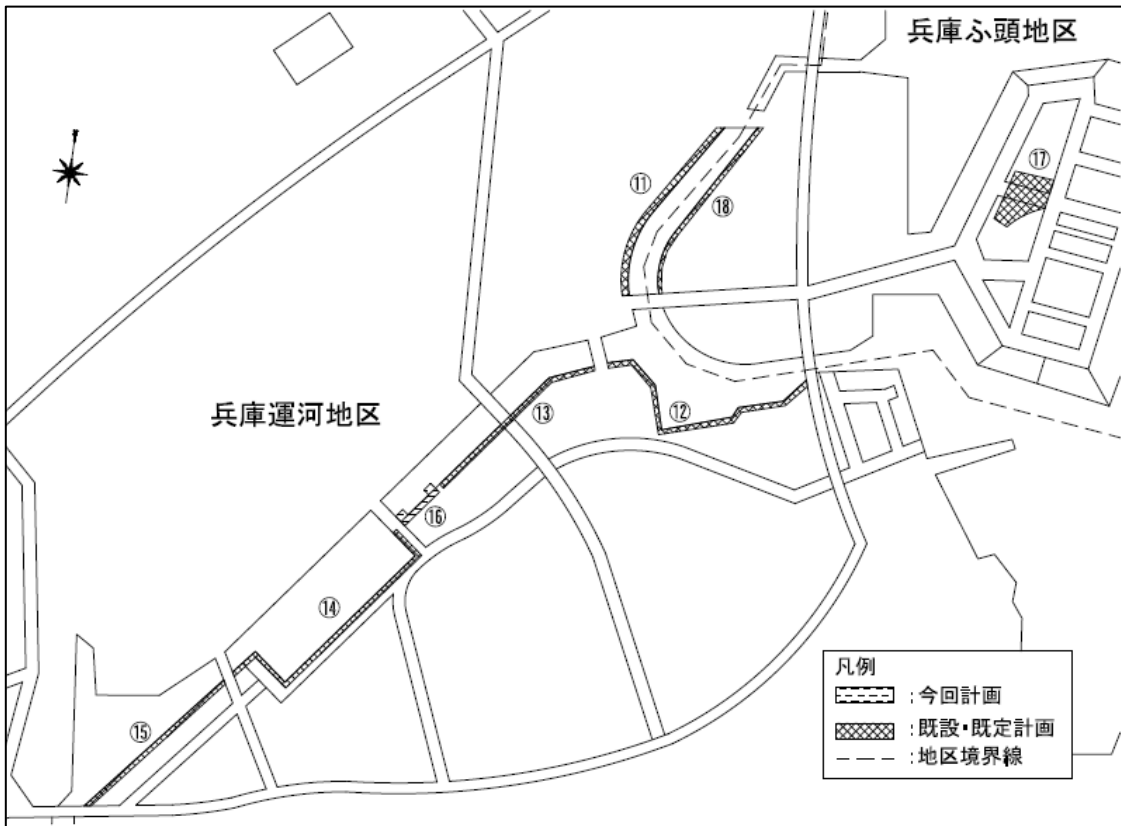 兵庫ふ頭地区
⑰
⑪
⑱
兵庫運河地区
⑬
⑫
⑯
⑭
⑮
凡例
：今回計画
：既設・既定計画
：地区境界線